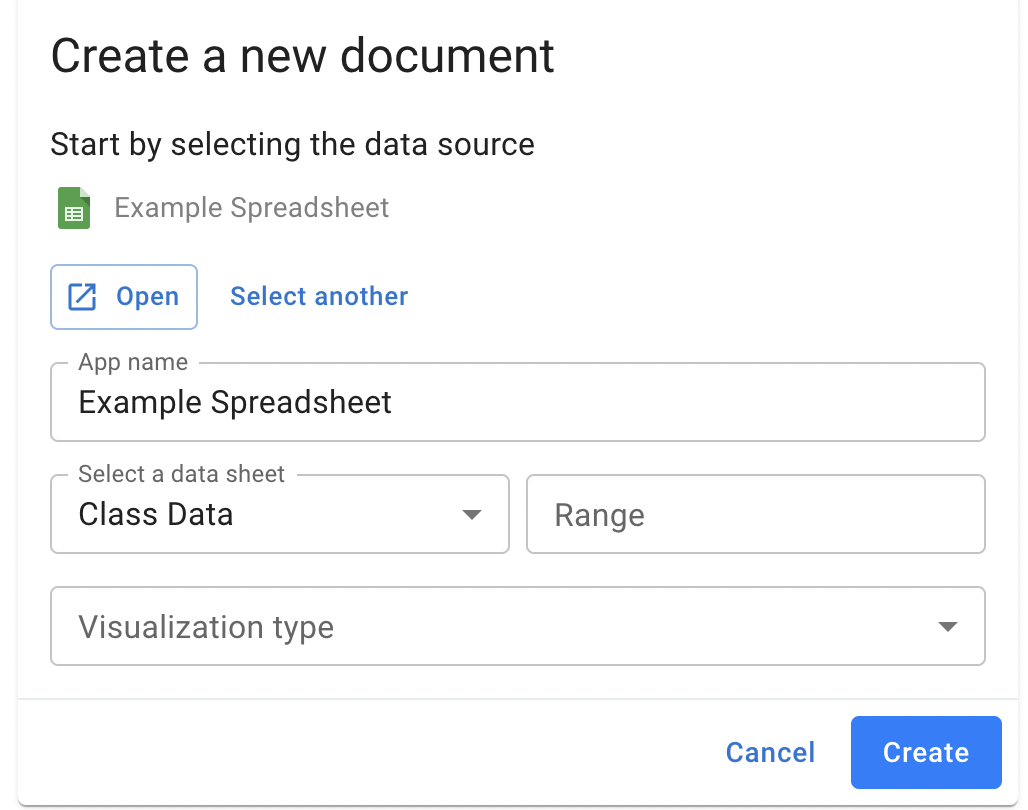 Create a new document
Start by selecting the data source
Example Spreadsheet
Open Select another
App name
Example Spreadsheet
Select a data sheet
Class Data Range
Visualization type
Cancel Create